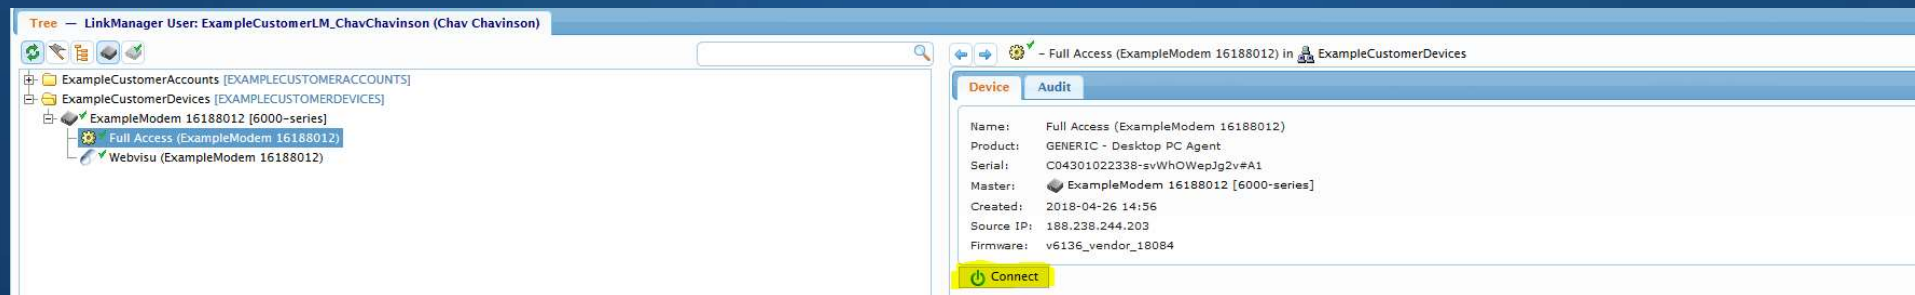 Tree — LinkManager User: ExampleCustomerLM_ChavChavinson (Chav Chavinson)
ExampleCustomerAccounts [EXAMPLECUSTOMERACCOUNTS]
ExampleCustomerDevices [EXAMPLECUSTOMERDEVICES]
ExampleModem 16188012 [6000-series]
Full Access (ExampleModem 16188012)
Webvisu (ExampleModem 16188012)
- Full Access (ExampleModem 16188012) in ExampleCustomerDevices
Device Audit
Name: Full Access (ExampleModem 16188012)
Product: GENERIC - Desktop PC Agent
Serial: C04301022338-svWhOWepJg2v#A1
Master: ExampleModem 16188012 [6000-series]
Created: 2018-04-26 14:56
Source IP: 188.238.244.203
Firmware: v6136_vendor_18084
Connect